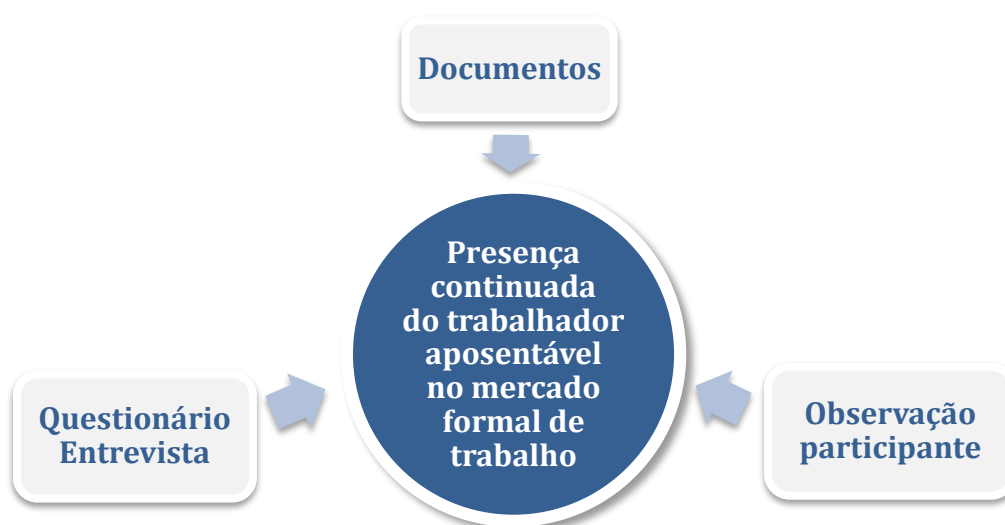 Documentos
Presença
continuada
do trabalhador
aposentável
no mercado
formal de
trabalho
Questionário
Entrevista
Observação
participante